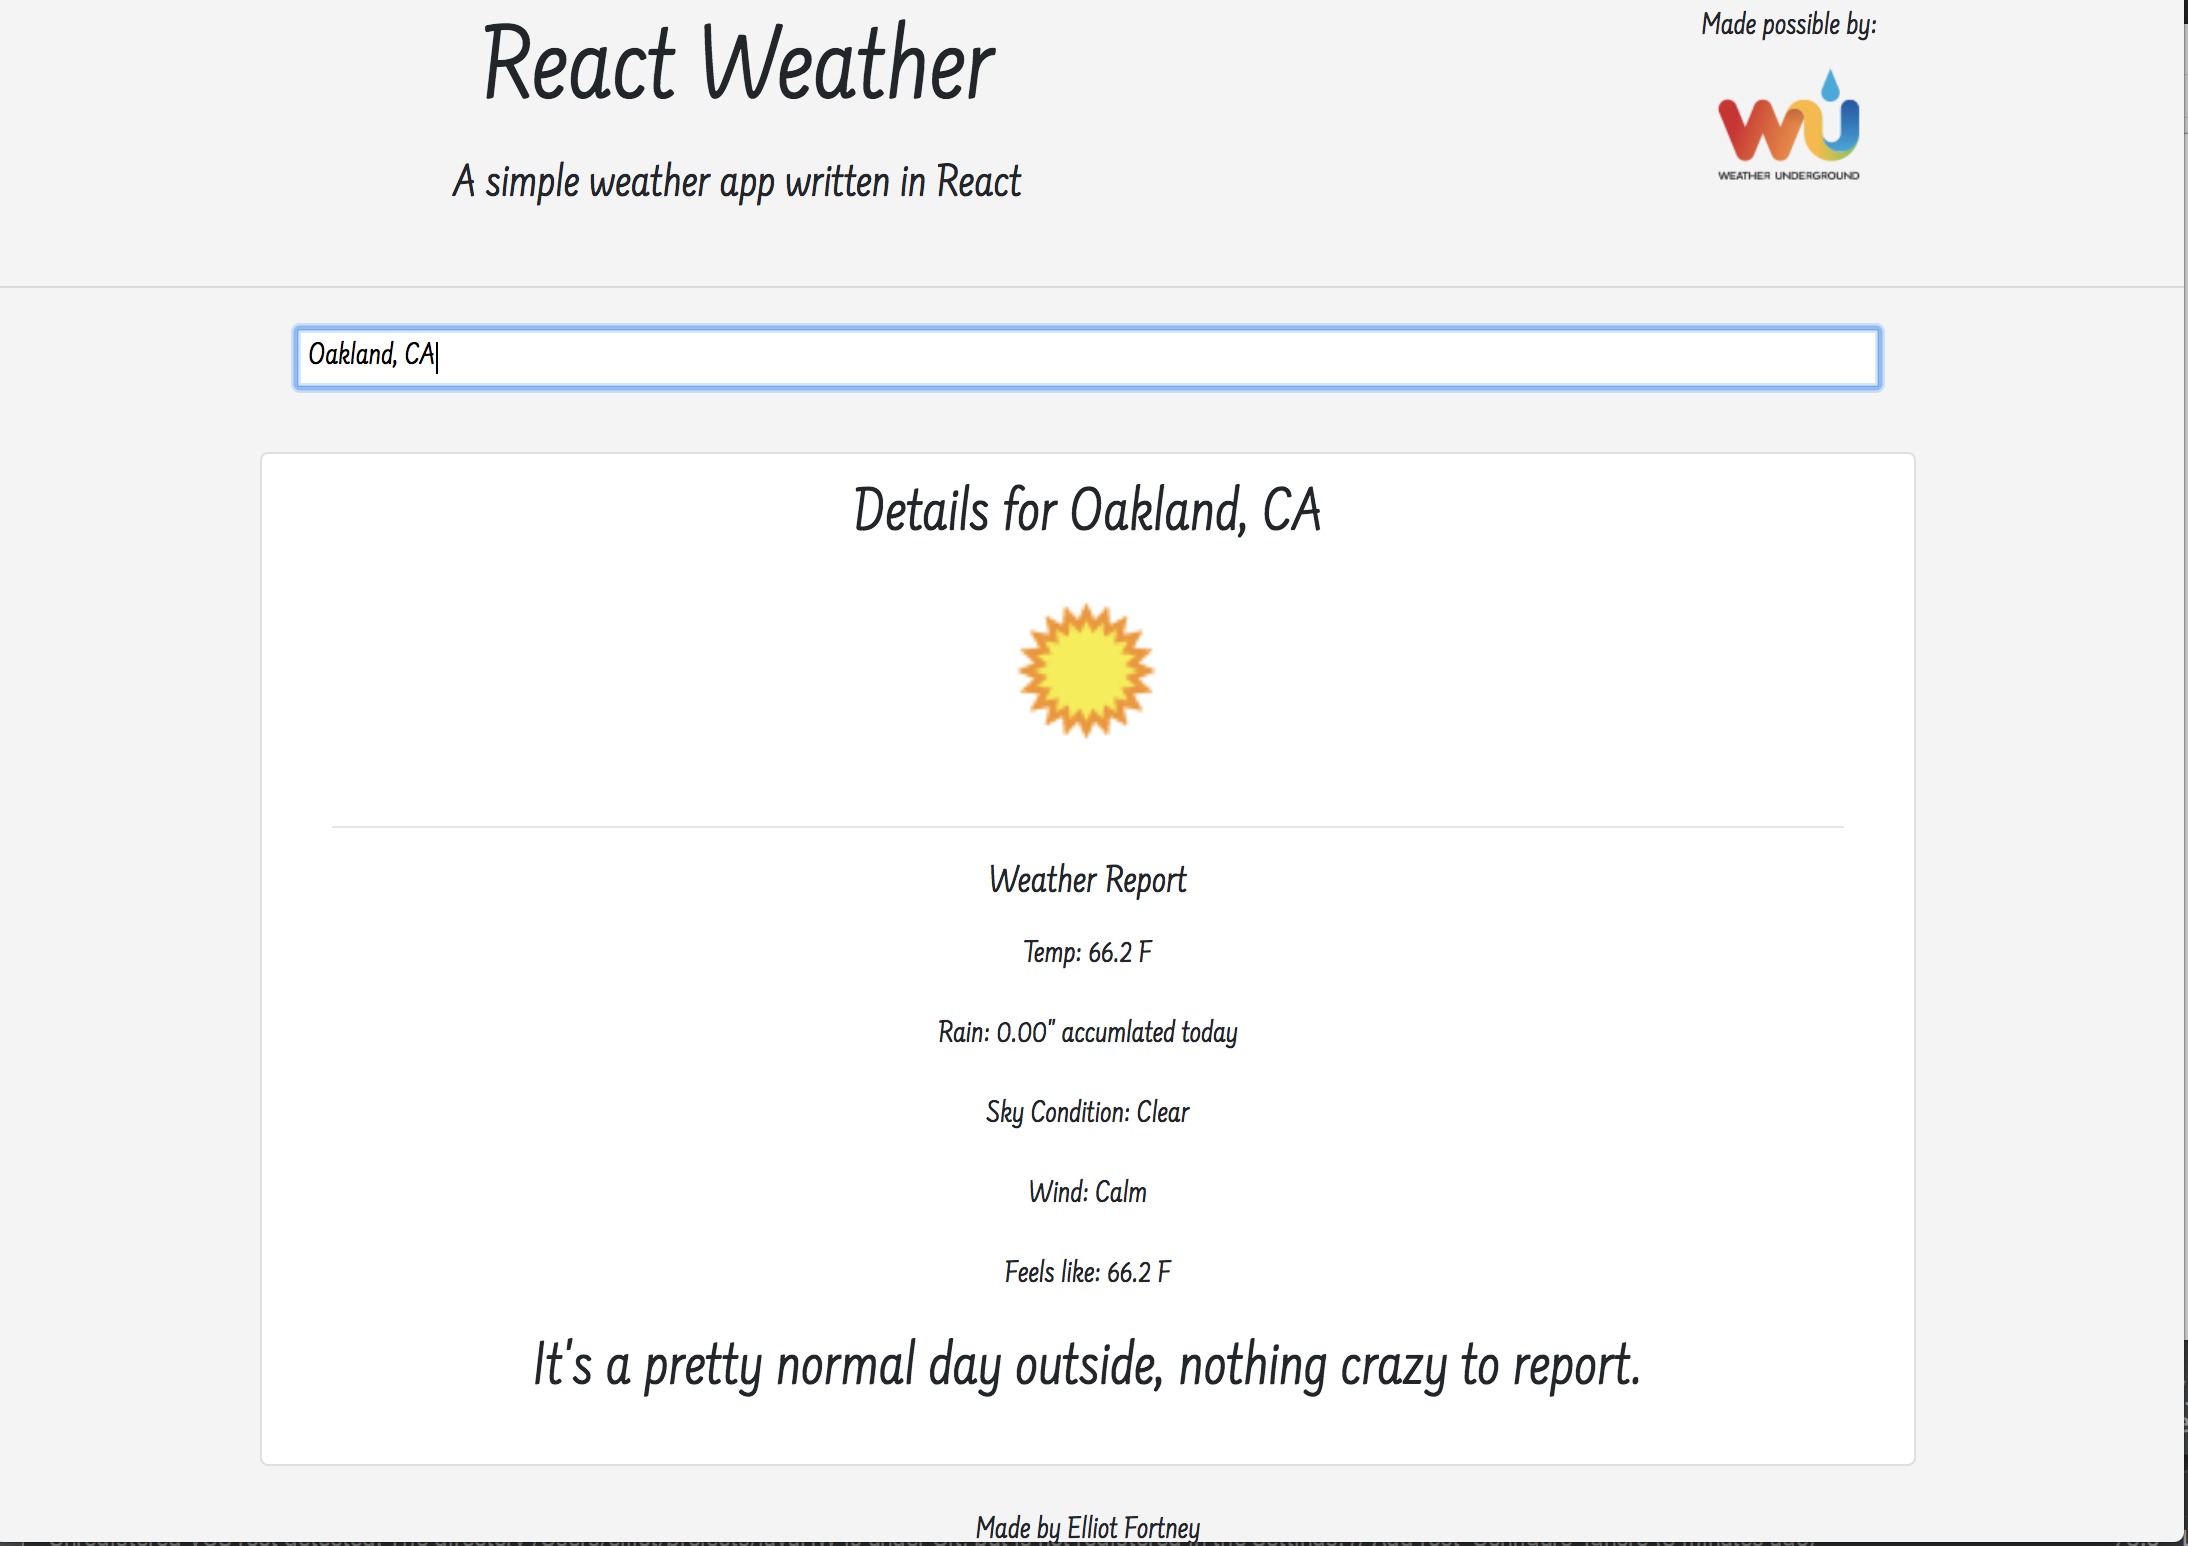 React Weather
A simple weather app written in React
Made possible by:
WU
WEATHER UNDERGROUND
Oakland, CA
Details for Oakland, CA
Weather Report
Temp: 66.2 F
Rain: 0.00" accumlated today
Sky Condition: Clear
Wind: Calm
Feels like: 66.2 F
It's a pretty normal day outside, nothing crazy to report.
Made by Elliot Fortney